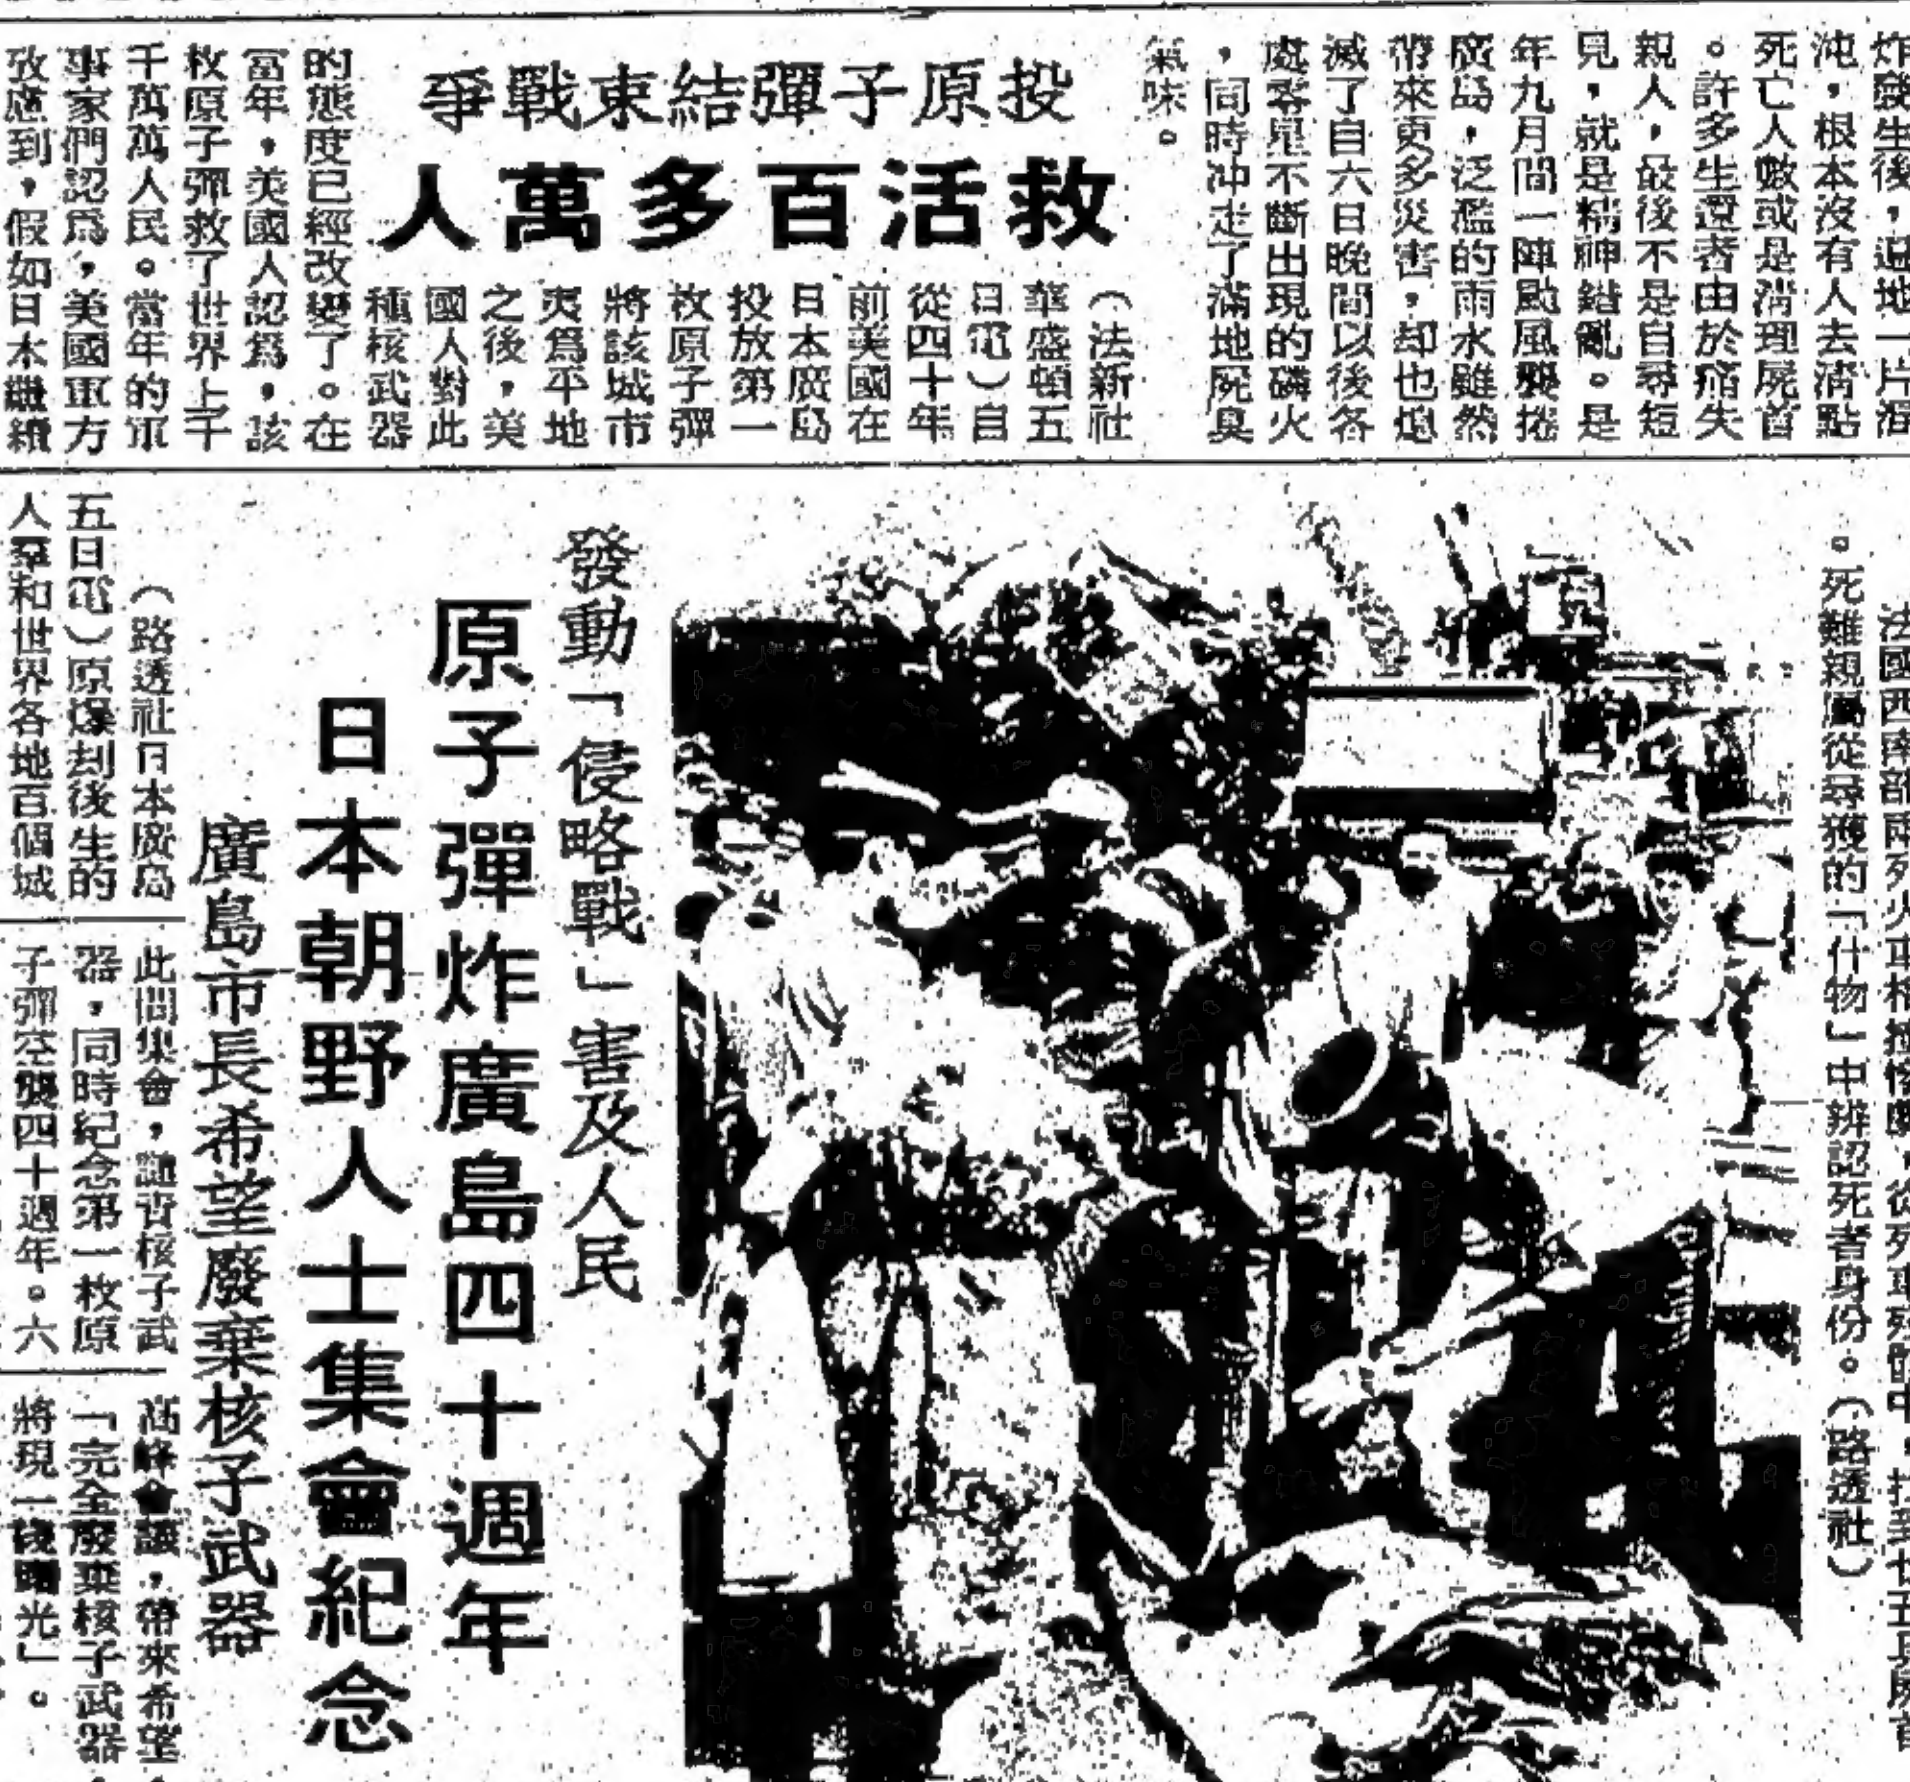 炸發生後，遍地一片混
沌，根本沒有人去淸點
死亡人數或是淸理屍首
。許多生還者由於痛失
親人，最後不是自尋短
見，就是精神錯亂。是
年九月間一陣颱風襲捲
廣島，泛濫的雨水雖然
帶來更多災害，却也熄
滅了自六日晚間以後各
處零星不斷出現的磷火
，同時冲走了滿地屍臭
氣味。
投原子彈結束戰爭
救活百多萬人
（法新社
華盛頓五
日電）自
從四十年
前美國在
日本廣島
投放第一
枚原子彈
將該城市
夷爲平地
之後，美
國人對此
種核武器
的態度已經改變了。在
當年，美國人認爲，該
枚原子彈救了世界上千
千萬萬人民。當年的軍
事家們認爲，美國軍方
攷慮到，假如日本繼續
法國西南部兩列火車相撞慘劇，從列車殘骸中，找到廿五具屍首
。死難親屬從尋獲的「什物」中辨認死者身份。（路透社）
發動「侵略戰」害及人民
原子彈炸廣島四十週年
日本朝野人士集會紀念
廣島市長希望廢棄核子武器
（路透社日本廣島
五日電）原爆刧後生的
人羣和世界各地百個城
此間集會，譴責核子武
器，同時紀念第一枚原
子彈空襲四十週年。六
高峰會議，帶來希望，
「完全廢棄核子武器，
將現一綫曙光」。